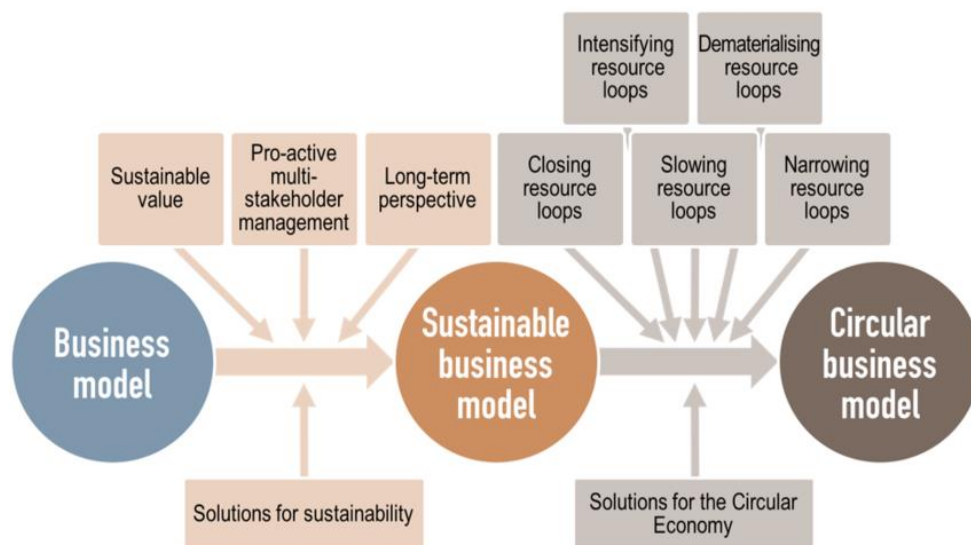 Intensifying
resource
loops
Dematerialising
resource
loops
Sustainable
value
Pro-active
multi-
stakeholder
management
Long-term
perspective
Closing
resource
loops
Slowing
resource
loops
Narrowing
resource
loops
Business
model
Sustainable
business
model
Circular
business
model
Solutions for sustainability
Solutions for the Circular
Economy